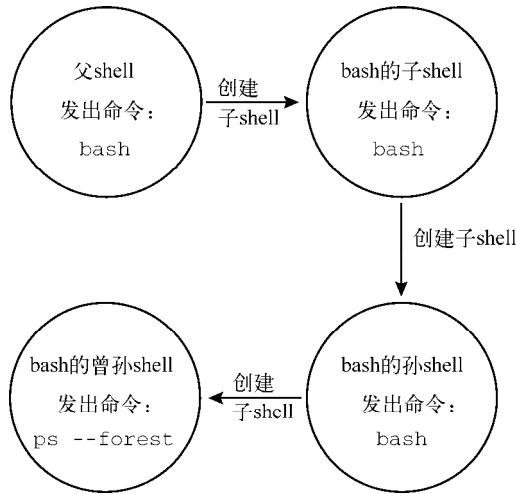 父shell
发出命令：
bash
创建
子shell
bash的子shell
发出命令：
bash
创建子shell
bash的孙shell
发出命令：
bash
创建
子shell
bash的曾孙shell
发出命令：
ps --forest